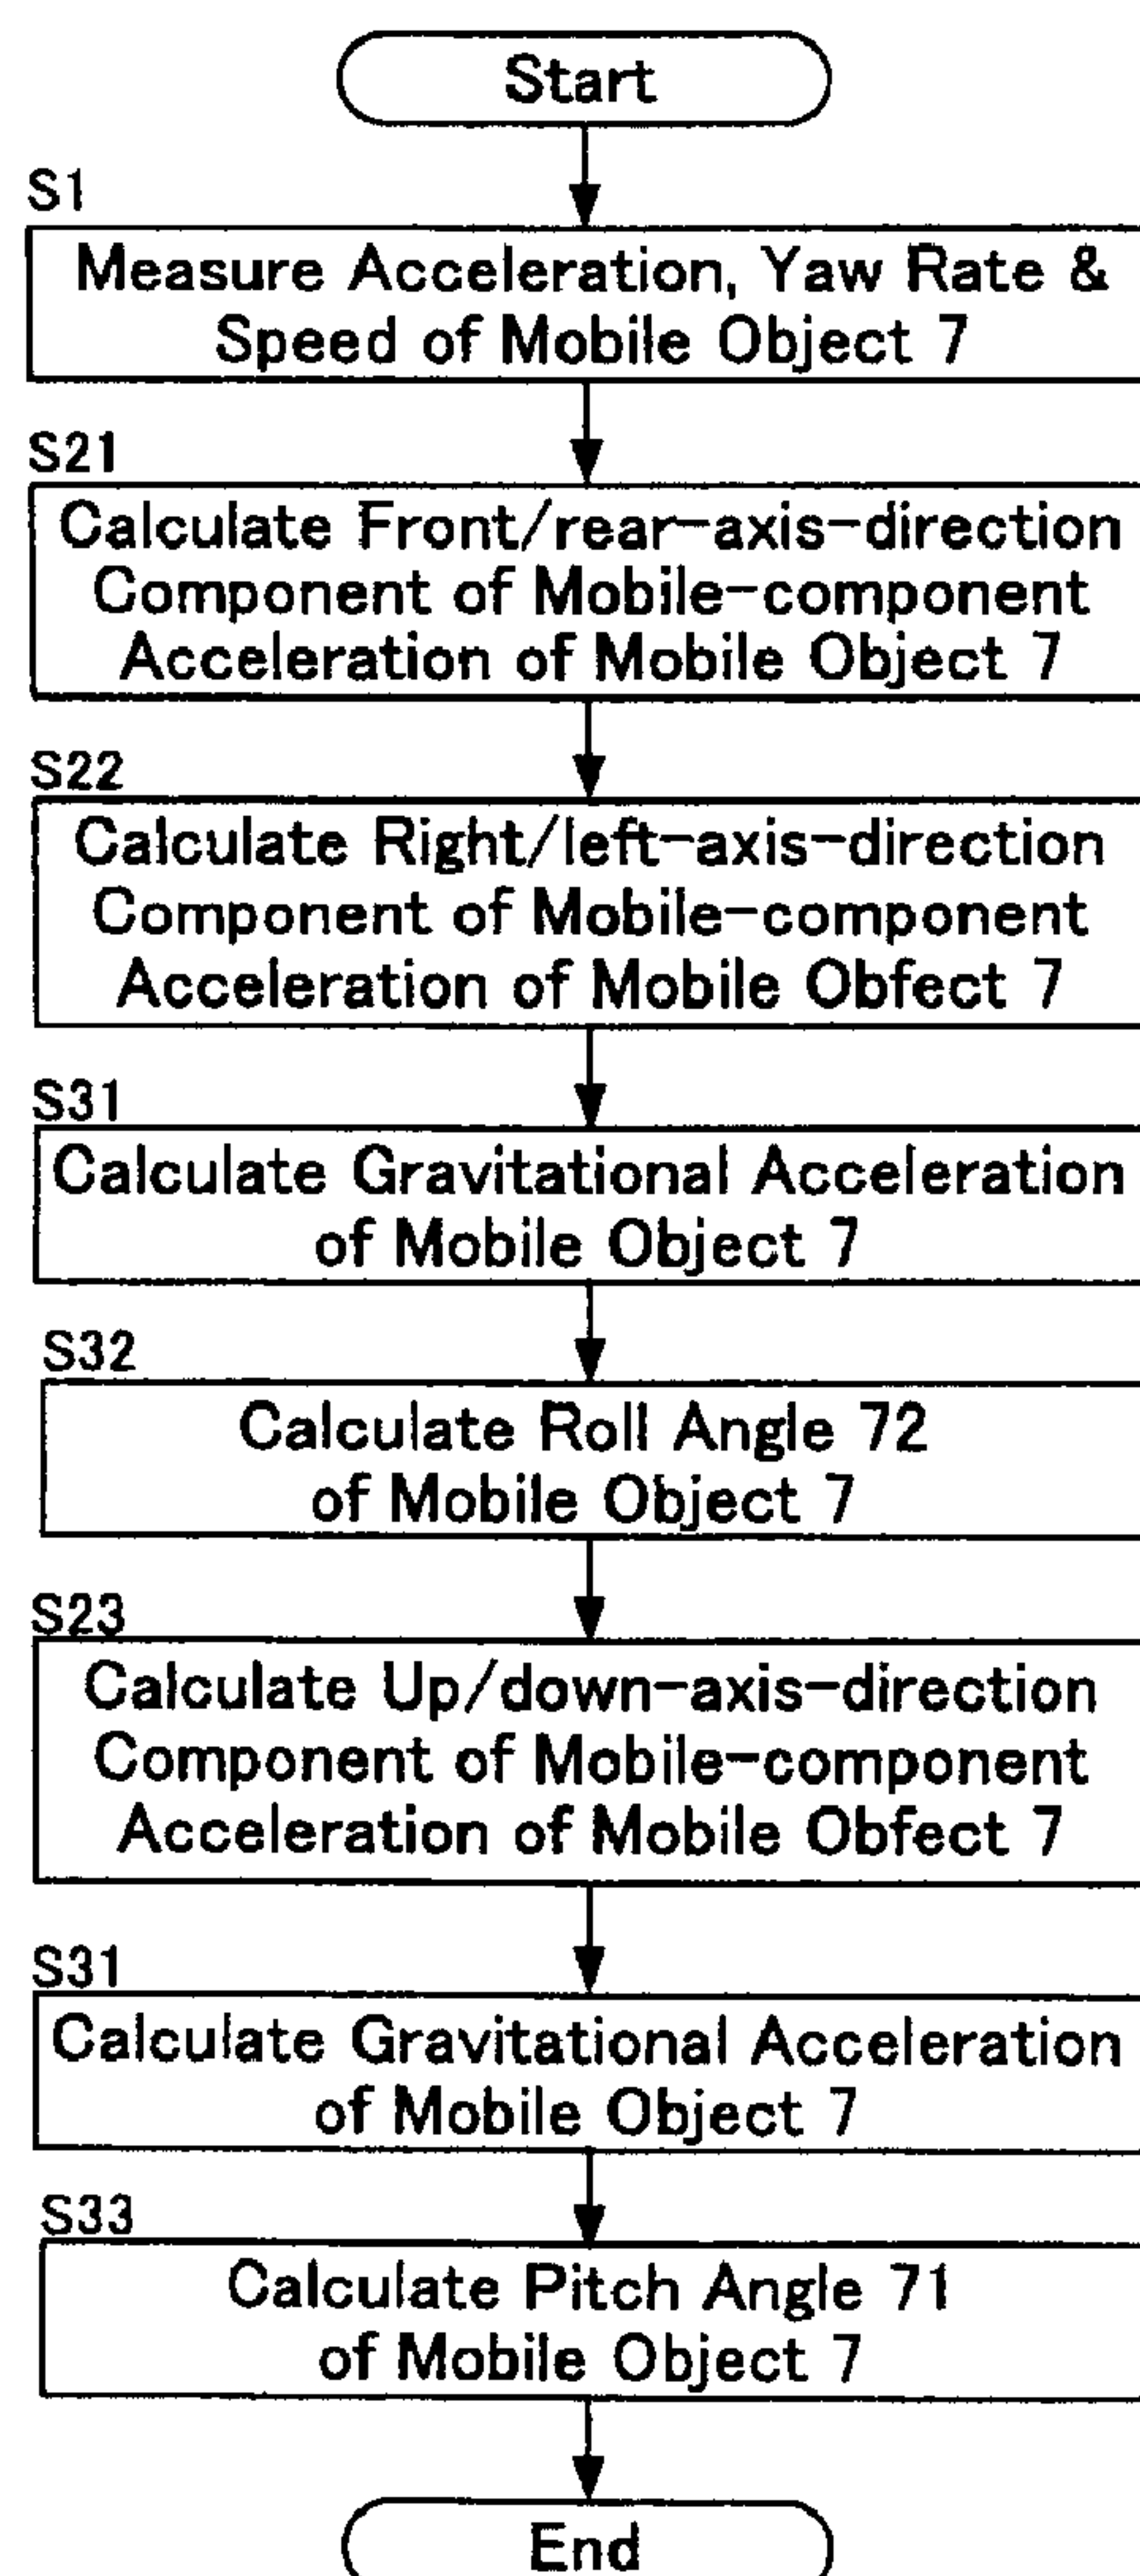 Start
S1
Measure Acceleration, Yaw Rate &
Speed of Mobile Object 7
S21
Calculate Front/rear-axis-direction
Component of Mobile-component
Acceleration of Mobile Object 7
S22
Calculate Right/left-axis-direction
Component of Mobile-component
Acceleration of Mobile Obfect 7
S31
Calculate Gravitational Acceleration
of Mobile Object 7
S32
Calculate Roll Angle 72
of Mobile Object 7
S23
Calculate Up/down-axis-direction
Component of Mobile-component
Acceleration of Mobile Obfect 7
S31
Calculate Gravitational Acceleration
of Mobile Object 7
S33
Calculate Pitch Angle 71
of Mobile Object 7
End